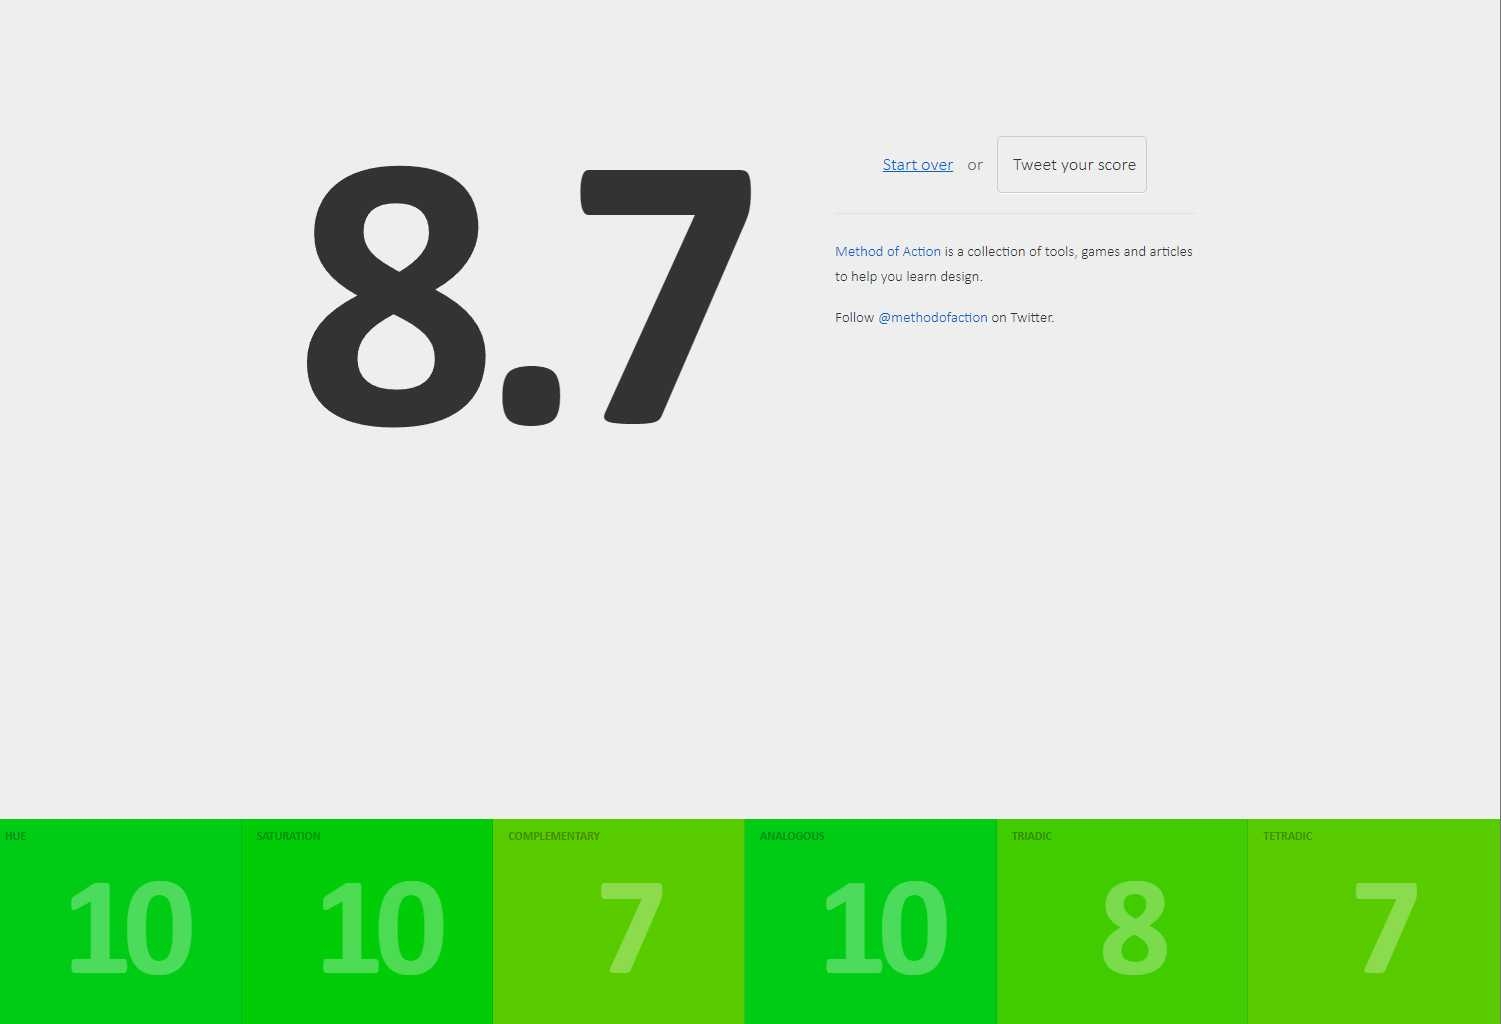 8.7
Start over or Tweet your score
Method of Action is a collection of tools, games and articles
to help you learn design.
Follow @methodofaction on Twitter.
HUE
10
SATURATION
10
COMPLEMENTARY
7
ANALOGOUS
10
TRIADIC
8
TETRADIC
7